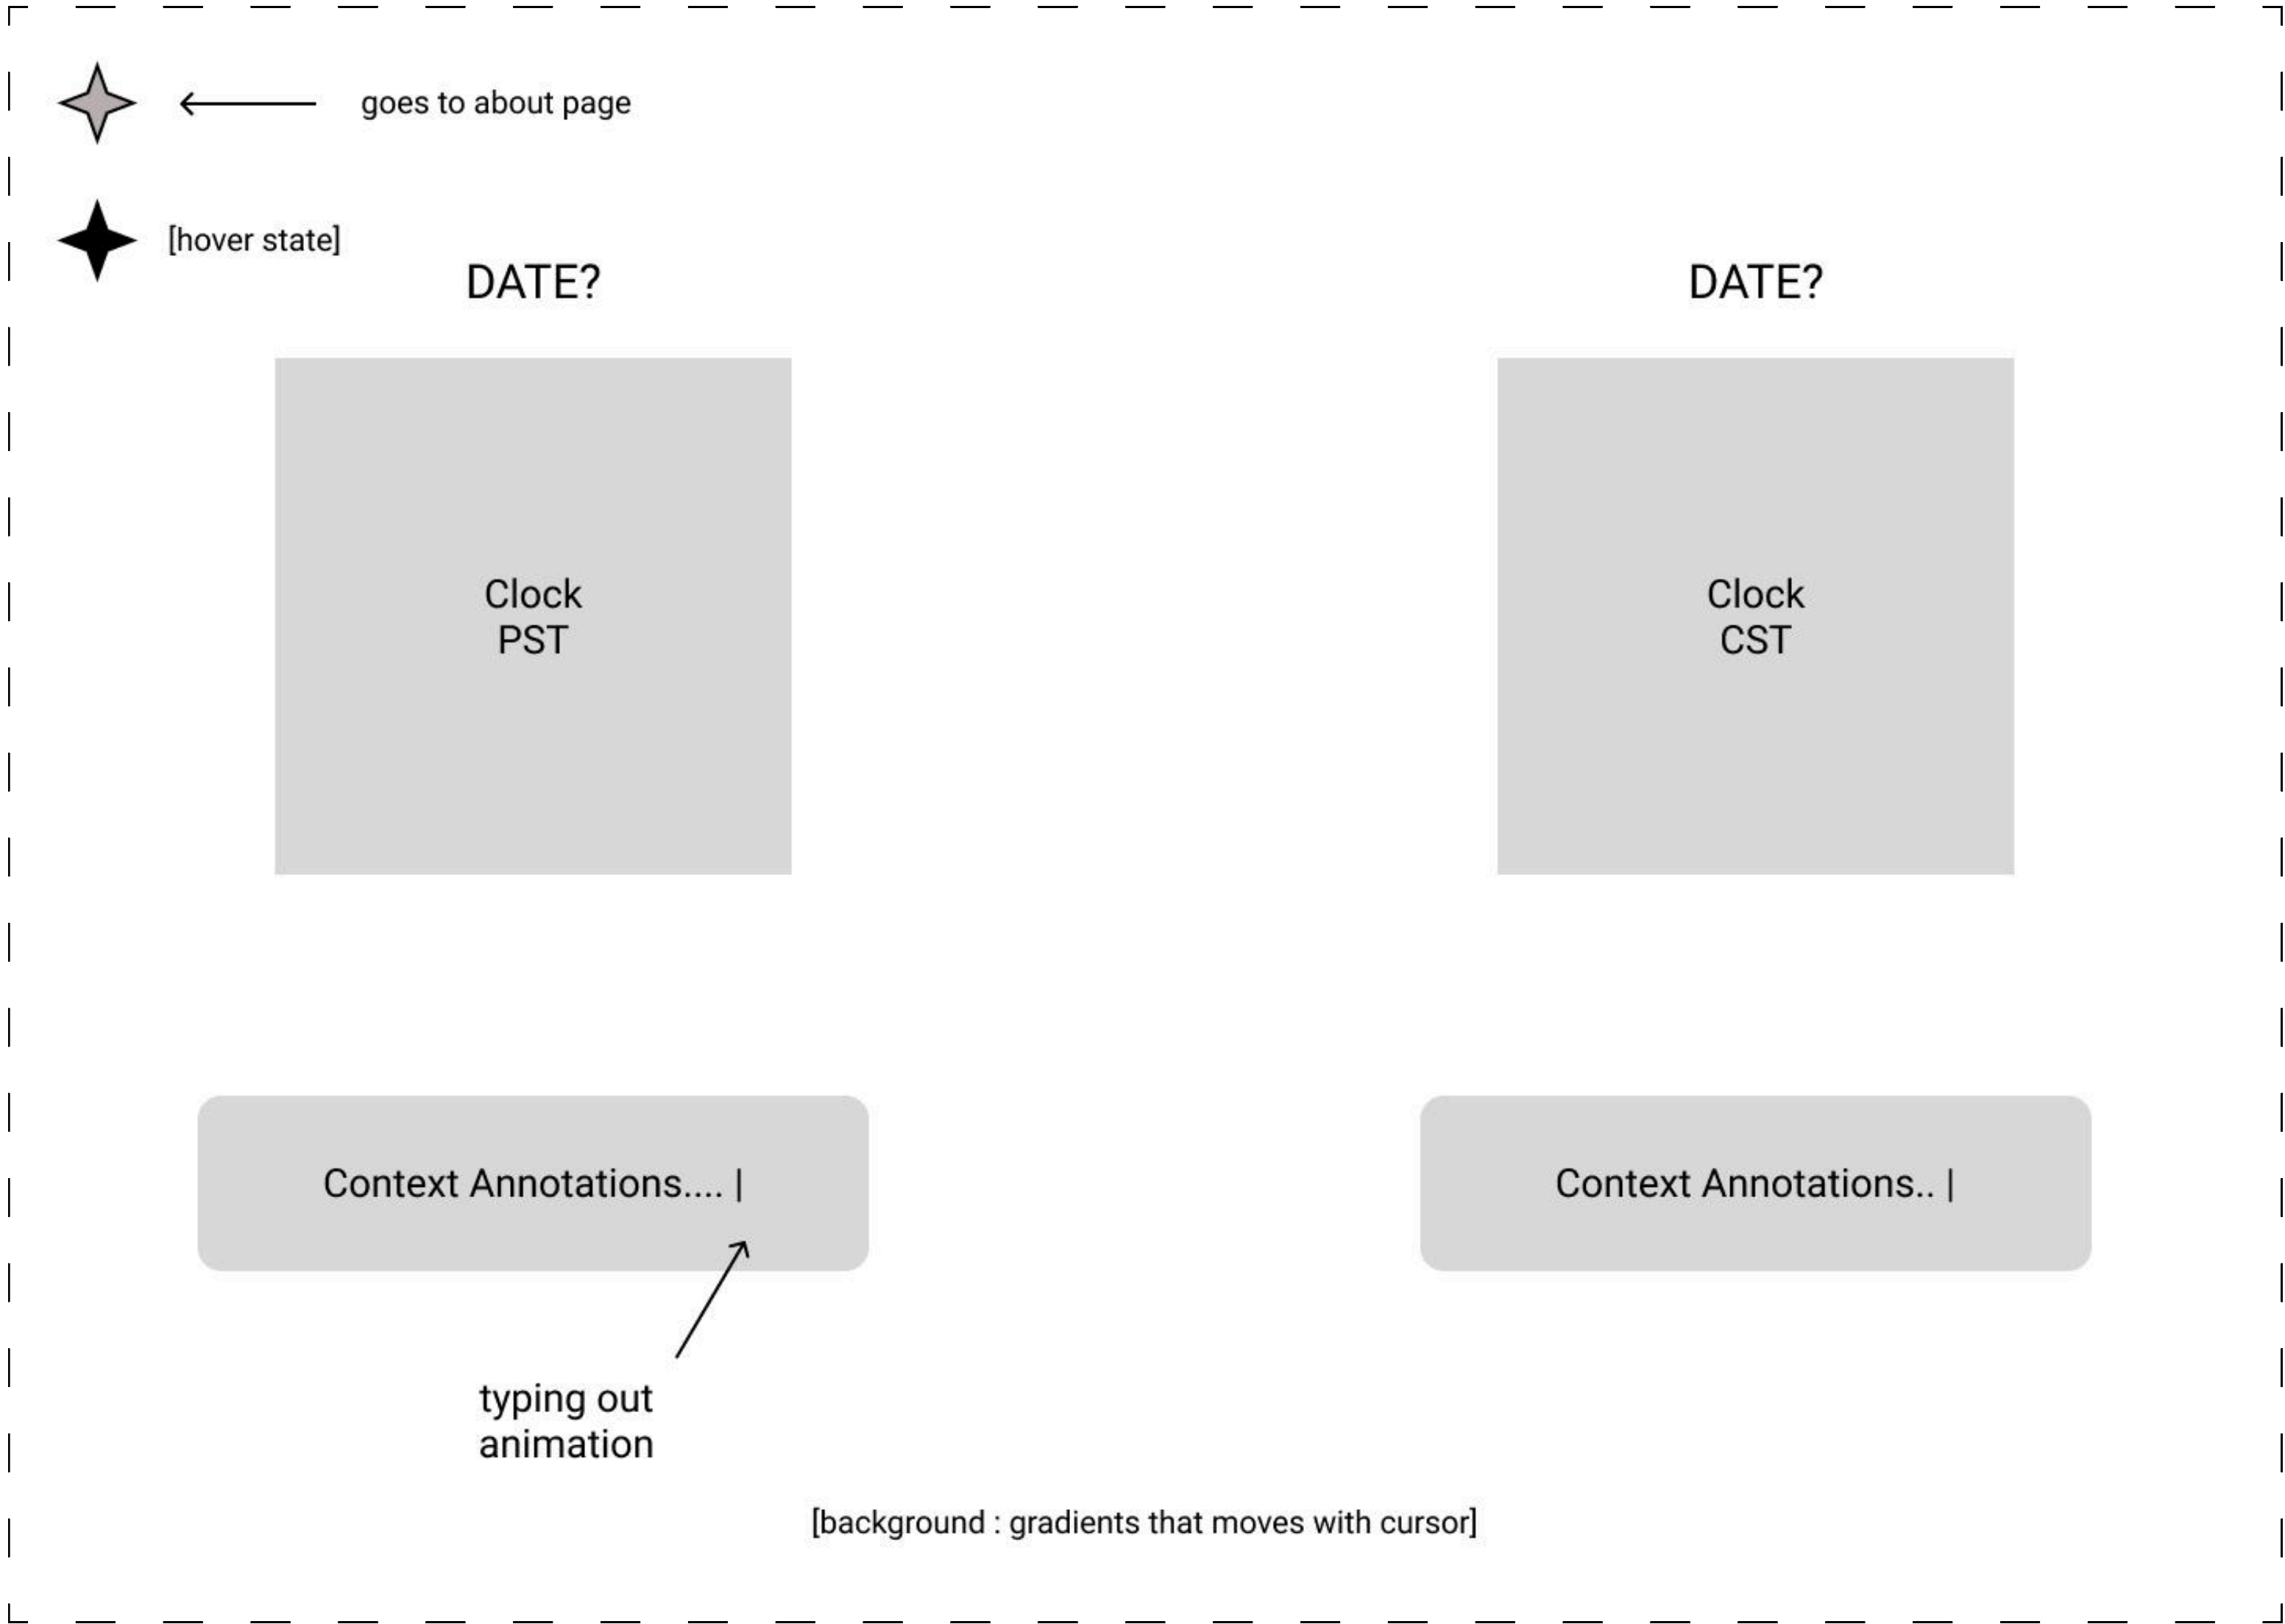 goes to about page
[hover state]
DATE?
DATE?
Clock
PST
Clock
CST
Context Annotations.... |
Context Annotations.. |
typing out
animation
[background : gradients that moves with cursor]